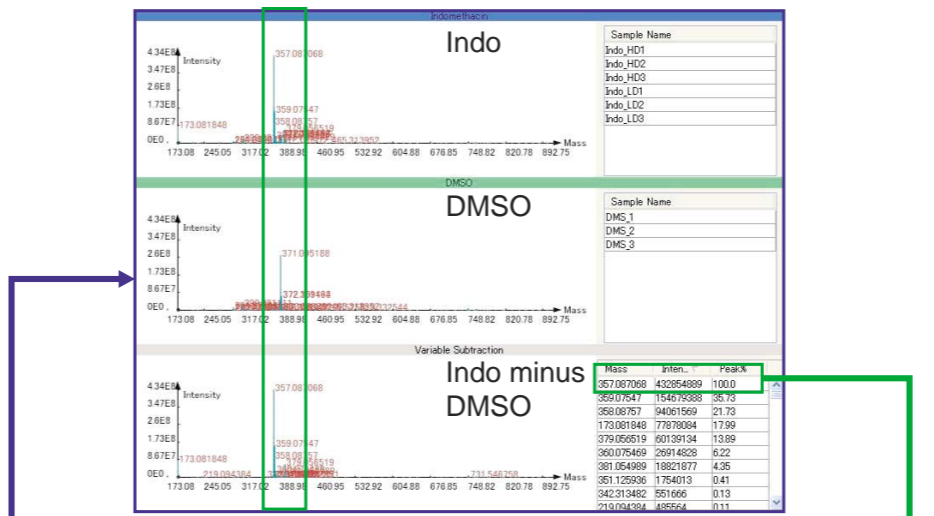 Indomethacin
Indo
4.34E8
Intensity
3.47E8
2.6E8
1.73E8
8.67E7
0E0
357.087068
359.07547
358.08757
173.081848
Mass
173.08 245.05 317.02 388.98 460.95 532.92 604.88 676.85 748.82 820.78 892.75
Sample Name
Indo_HD1
Indo_HD2
Indo_HD3
Indo_LD1
Indo_LD2
Indo_LD3
DMSO
DMSO
4.34E8
Intensity
3.47E8
2.6E8
1.73E8
8.67E7
0E0
371.095188
Mass
173.08 245.05 317.02 388.98 460.95 532.92 604.88 676.85 748.82 820.78 892.75
Sample Name
DMS_1
DMS_2
DMS_3
Variable Subtraction
Indo minus
DMSO
4.34E8
Intensity
3.47E8
2.6E8
1.73E8
8.67E7
0E0
357.087068
359.07547
358.08757
379.056519
173.081848
219.094384
731.546758
Mass
173.08 245.05 317.02 388.98 460.95 532.92 604.88 676.85 748.82 820.78 892.75
Mass Inten... Peak%
357.087068 432854889 100.0
359.07547 154679388 35.73
358.08757 94061569 21.73
173.081848 77878084 17.99
379.056519 60139134 13.89
360.075469 26914828 6.22
381.054989 18821877 4.35
351.125936 1754013 0.41
342.313482 551666 0.13
219.094384 485564 0.11